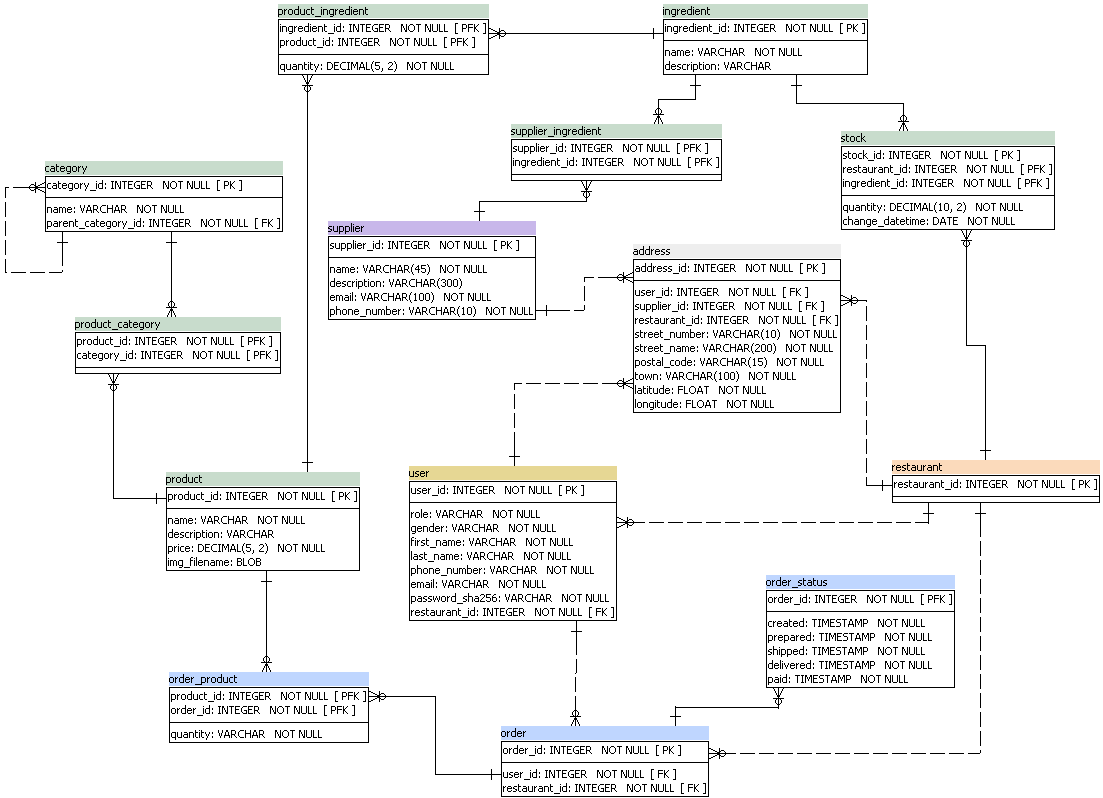 product_ingredient
ingredient_id: INTEGER NOT NULL [ PFK ]
product_id: INTEGER NOT NULL [ PFK ]
quantity: DECIMAL(5, 2) NOT NULL
ingredient
ingredient_id: INTEGER NOT NULL [ PK ]
name: VARCHAR NOT NULL
description: VARCHAR
supplier_ingredient
supplier_id: INTEGER NOT NULL [ PFK ]
ingredient_id: INTEGER NOT NULL [ PFK ]
stock
stock_id: INTEGER NOT NULL [ PK ]
restaurant_id: INTEGER NOT NULL [ PFK ]
ingredient_id: INTEGER NOT NULL [ PFK ]
quantity: DECIMAL(10, 2) NOT NULL
change_datetime: DATE NOT NULL
category
category_id: INTEGER NOT NULL [ PK ]
name: VARCHAR NOT NULL
parent_category_id: INTEGER NOT NULL [ FK ]
supplier
supplier_id: INTEGER NOT NULL [ PK ]
name: VARCHAR(45) NOT NULL
description: VARCHAR(300)
email: VARCHAR(100) NOT NULL
phone_number: VARCHAR(10) NOT NULL
address
address_id: INTEGER NOT NULL [ PK ]
user_id: INTEGER NOT NULL [ FK ]
supplier_id: INTEGER NOT NULL [ FK ]
restaurant_id: INTEGER NOT NULL [ FK ]
street_number: VARCHAR(10) NOT NULL
street_name: VARCHAR(200) NOT NULL
postal_code: VARCHAR(15) NOT NULL
town: VARCHAR(100) NOT NULL
latitude: FLOAT NOT NULL
longitude: FLOAT NOT NULL
product_category
product_id: INTEGER NOT NULL [ PFK ]
category_id: INTEGER NOT NULL [ PFK ]
product
product_id: INTEGER NOT NULL [ PK ]
name: VARCHAR NOT NULL
description: VARCHAR
price: DECIMAL(5, 2) NOT NULL
img_filename: BLOB
user
user_id: INTEGER NOT NULL [ PK ]
role: VARCHAR NOT NULL
gender: VARCHAR NOT NULL
first_name: VARCHAR NOT NULL
last_name: VARCHAR NOT NULL
phone_number: VARCHAR NOT NULL
email: VARCHAR NOT NULL
password_sha256: VARCHAR NOT NULL
restaurant_id: INTEGER NOT NULL [ FK ]
restaurant
restaurant_id: INTEGER NOT NULL [ PK ]
order_status
order_id: INTEGER NOT NULL [ PFK ]
created: TIMESTAMP NOT NULL
prepared: TIMESTAMP NOT NULL
shipped: TIMESTAMP NOT NULL
delivered: TIMESTAMP NOT NULL
paid: TIMESTAMP NOT NULL
order_product
product_id: INTEGER NOT NULL [ PFK ]
order_id: INTEGER NOT NULL [ PFK ]
quantity: VARCHAR NOT NULL
order
order_id: INTEGER NOT NULL [ PK ]
user_id: INTEGER NOT NULL [ FK ]
restaurant_id: INTEGER NOT NULL [ FK ]